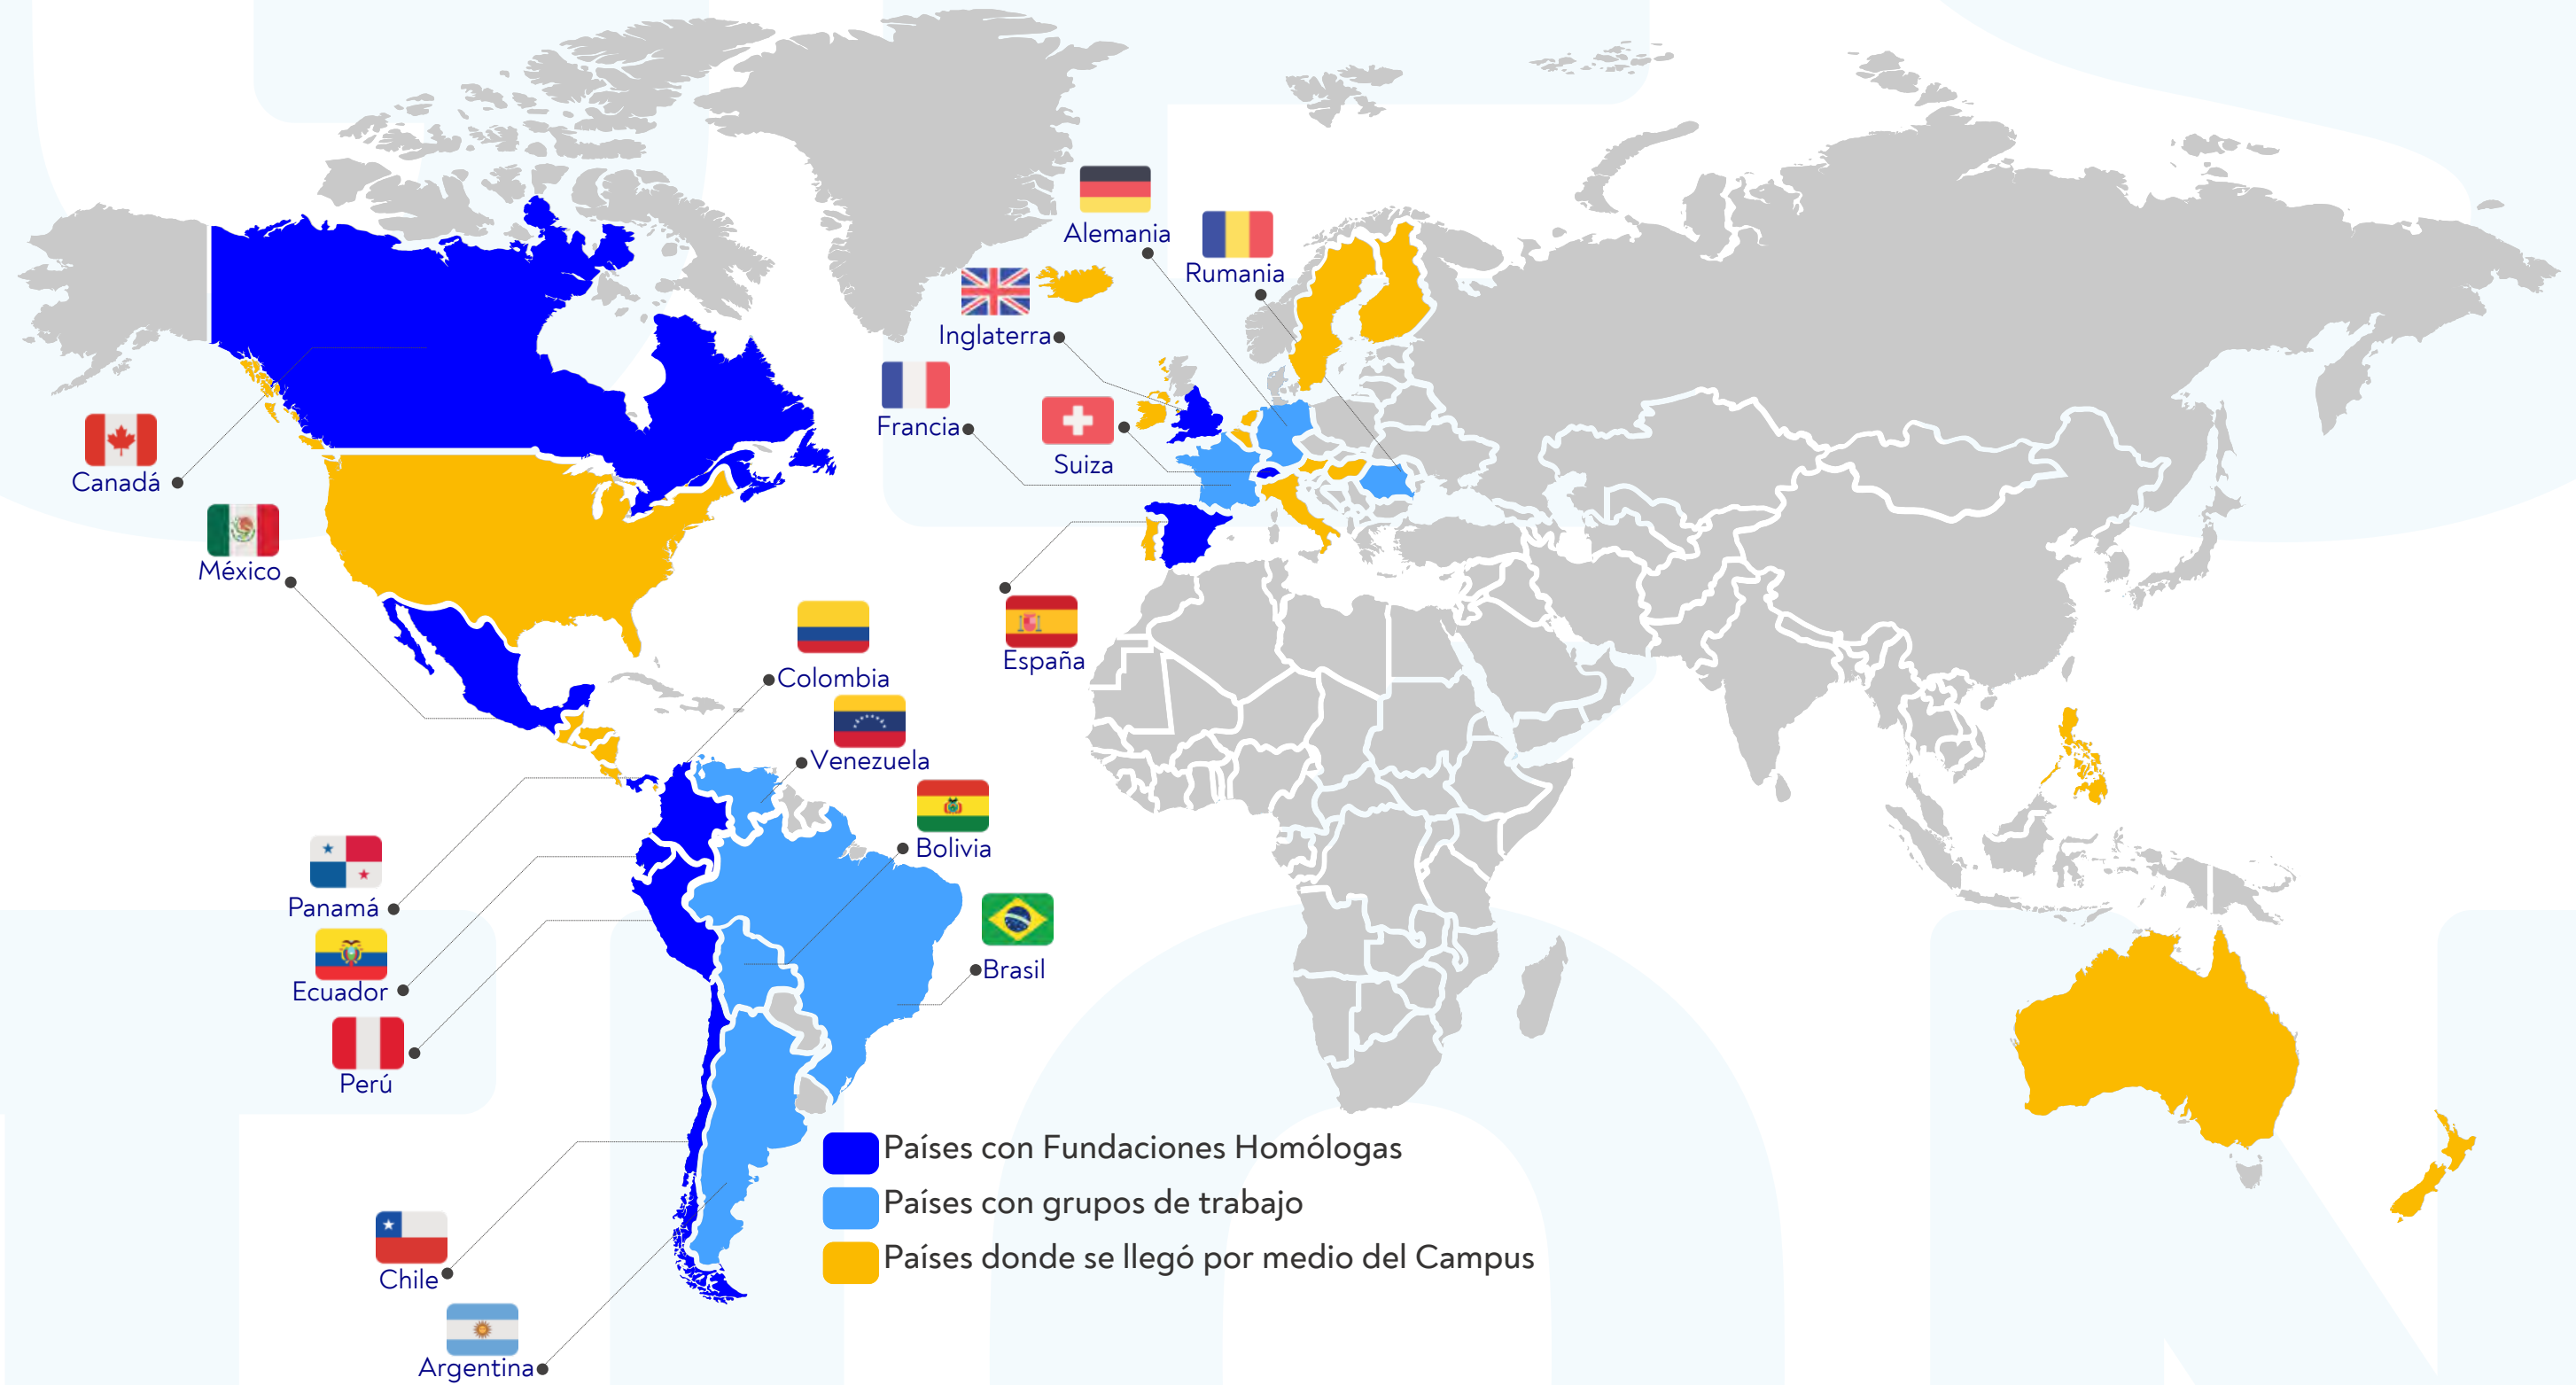 Alemania
Rumania
Inglaterra
Francia
Suiza
Canadá
México
España
Colombia
Venezuela
Bolivia
Panamá
Brasil
Ecuador
Perú
Chile
Argentina
Países con Fundaciones Homólogas
Países con grupos de trabajo
Países donde se llegó por medio del Campus